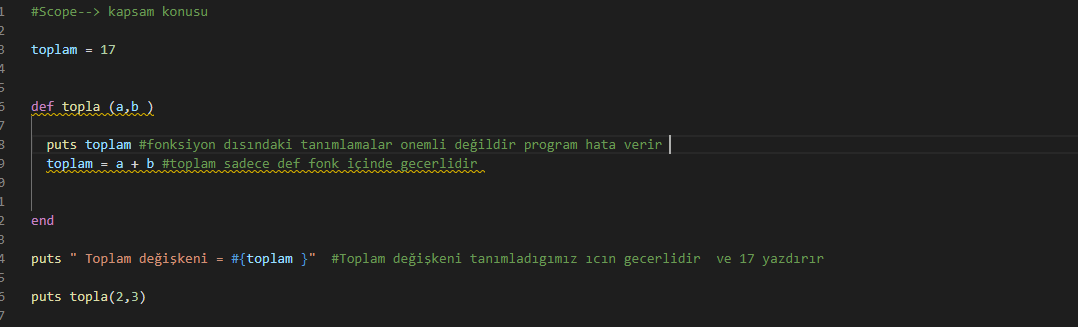 1 #Scope--> kapsam konusu
2
3 toplam = 17
4
5
6 def topla (a,b )
7
8 puts toplam #fonksiyon dısındaki tanımlamalar onemli değildir program hata verir
9 toplam = a + b #toplam sadece def fonk içinde gecerlidir
0
1
2 end
3
4 puts " Toplam değişkeni = #{toplam }"  #Toplam değişkeni tanımladıgımız ıcın gecerlidir  ve 17 yazdırır
5
6 puts topla(2,3)
7